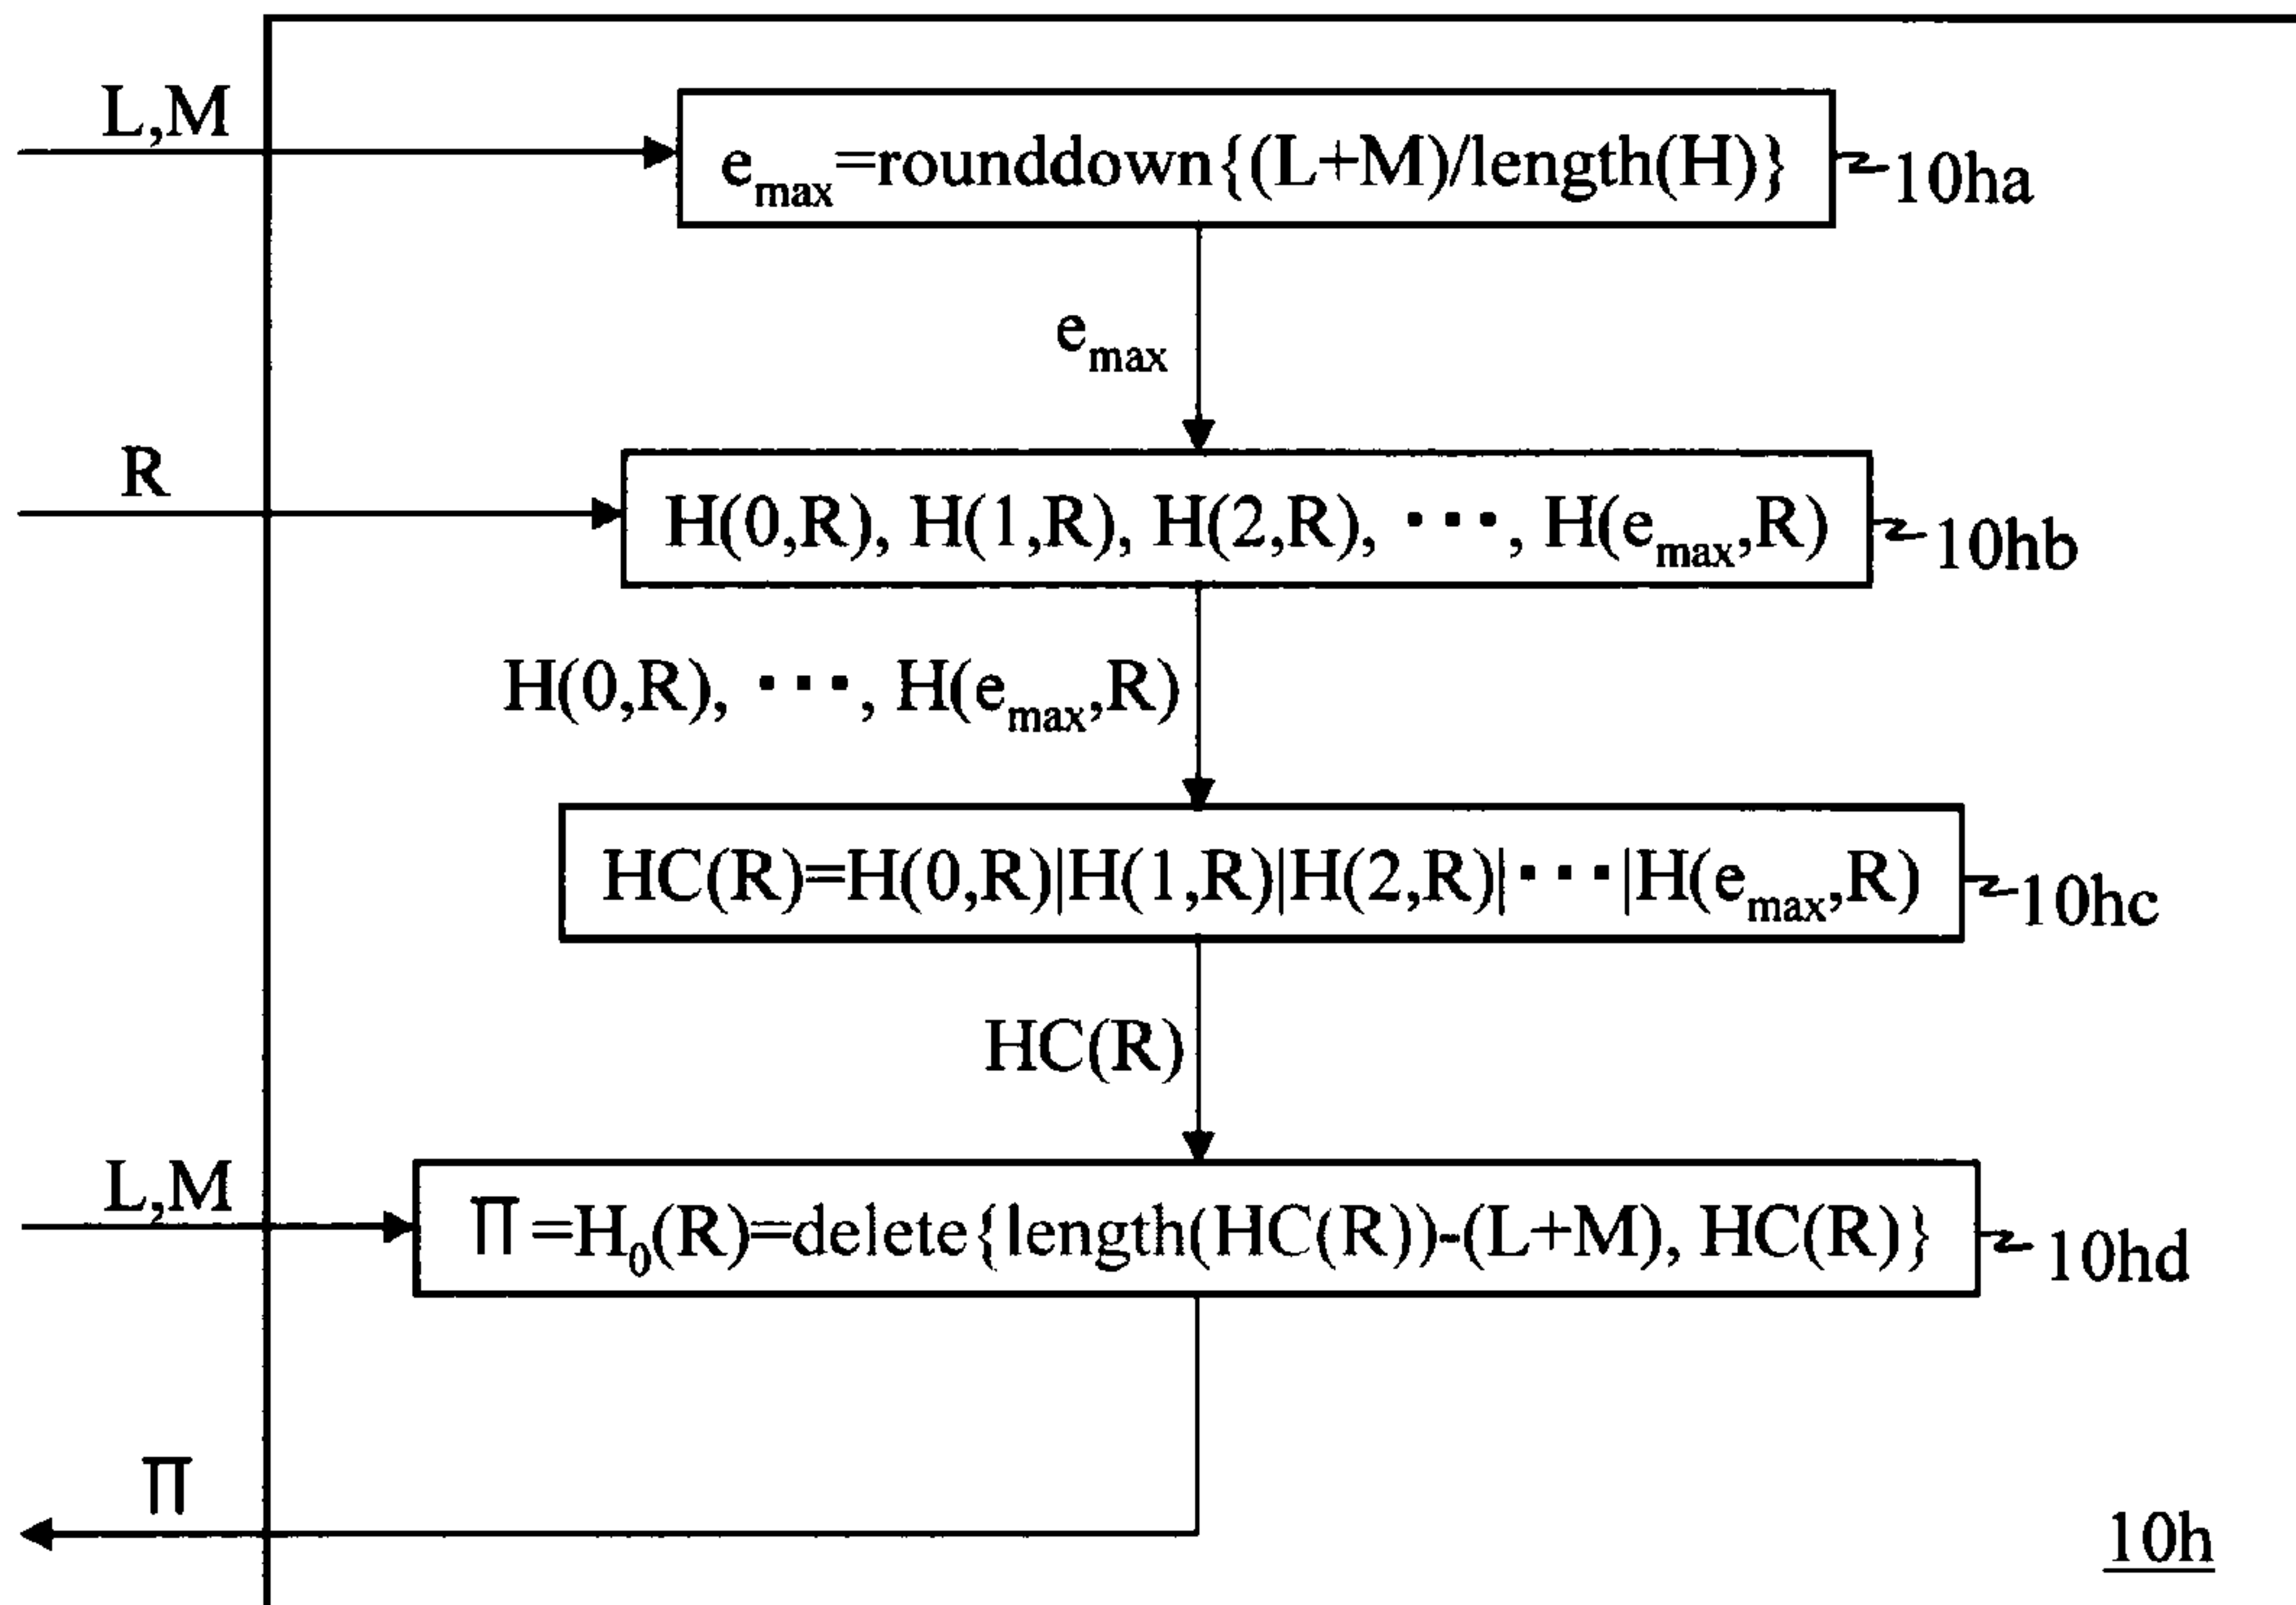 L,M
e_max=rounddown{(L+M)/length(H)}
10ha
e_max
R
H(0,R), H(1,R), H(2,R), ···, H(e_max,R)
10hb
H(0,R), ···, H(e_max,R)
HC(R)=H(0,R)|H(1,R)|H(2,R)|···|H(e_max,R)
10hc
HC(R)
L,M
Π=H_0(R)=delete{length(HC(R))-(L+M), HC(R)}
10hd
Π
10h